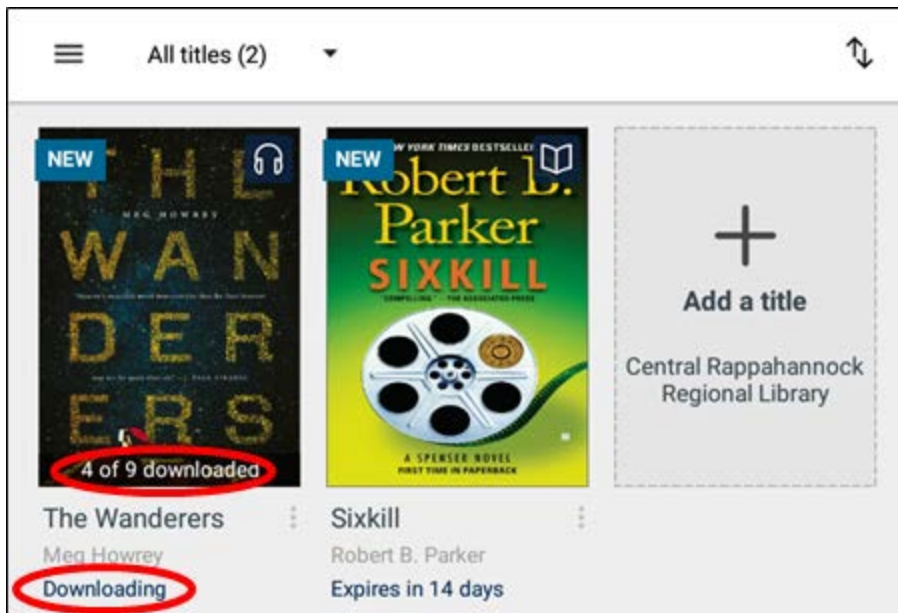 All titles (2)
NEW
THE
MEG HOWREY
WAN
DER
ERS
4 of 9 downloaded
The Wanderers
Meg Howrey
Downloading
NEW
NEW YORK TIMES BESTSELLER
Robert B.
Parker
SIXKILL
"COMPELLING." - THE ASSOCIATED PRESS
A SPENSER NOVEL
FIRST TIME IN PAPERBACK
Sixkill
Robert B. Parker
Expires in 14 days
Add a title
Central Rappahannock
Regional Library